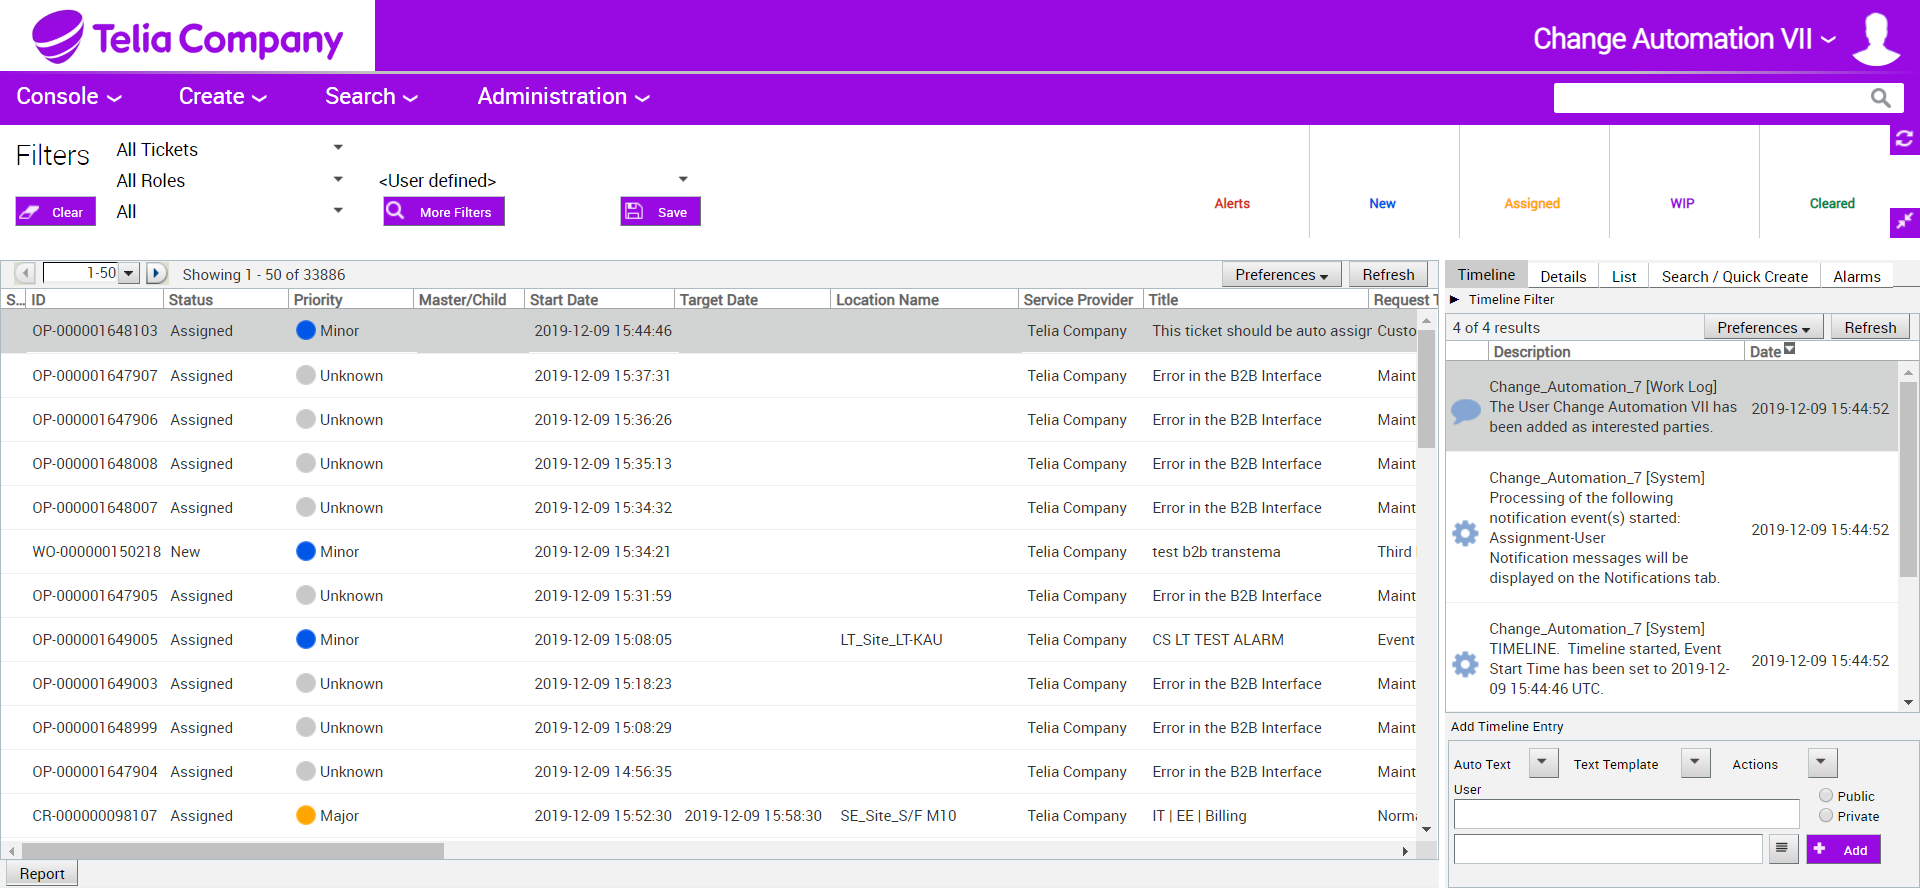 Telia Company
Change Automation VII
Console
Create
Search
Administration
Filters
All Tickets
All Roles
<User defined>
Clear
All
More Filters
Save
Alerts
New
Assigned
WIP
Cleared
1-50
Showing 1 - 50 of 33886
Preferences
Refresh
S... ID Status Priority Master/Child Start Date Target Date Location Name Service Provider Title Request T
OP-000001648103 Assigned Minor 2019-12-09 15:44:46 Telia Company This ticket should be auto assigr Custo
OP-000001647907 Assigned Unknown 2019-12-09 15:37:31 Telia Company Error in the B2B Interface Maint
OP-000001647906 Assigned Unknown 2019-12-09 15:36:26 Telia Company Error in the B2B Interface Maint
OP-000001648008 Assigned Unknown 2019-12-09 15:35:13 Telia Company Error in the B2B Interface Maint
OP-000001648007 Assigned Unknown 2019-12-09 15:34:32 Telia Company Error in the B2B Interface Maint
WO-000000150218 New Minor 2019-12-09 15:34:21 Telia Company test b2b transtema Third
OP-000001647905 Assigned Unknown 2019-12-09 15:31:59 Telia Company Error in the B2B Interface Maint
OP-000001649005 Assigned Minor 2019-12-09 15:08:05 LT_Site_LT-KAU Telia Company CS LT TEST ALARM Event
OP-000001649003 Assigned Unknown 2019-12-09 15:18:23 Telia Company Error in the B2B Interface Maint
OP-000001648999 Assigned Unknown 2019-12-09 15:08:29 Telia Company Error in the B2B Interface Maint
OP-000001647904 Assigned Unknown 2019-12-09 14:56:35 Telia Company Error in the B2B Interface Maint
CR-000000098107 Assigned Major 2019-12-09 15:52:30 2019-12-09 15:58:30 SE_Site_S/F M10 Telia Company IT | EE | Billing Norma
Report
Timeline
Details
List
Search / Quick Create
Alarms
Timeline Filter
4 of 4 results
Preferences
Refresh
Description Date
Change_Automation_7 [Work Log]
The User Change Automation VII has
been added as interested parties.
2019-12-09 15:44:52
Change_Automation_7 [System]
Processing of the following
notification event(s) started:
Assignment-User
Notification messages will be
displayed on the Notifications tab.
2019-12-09 15:44:52
Change_Automation_7 [System]
TIMELINE.  Timeline started, Event
Start Time has been set to 2019-12-
09 15:44:46 UTC.
2019-12-09 15:44:52
Add Timeline Entry
Auto Text
Text Template
Actions
User
Public
Private
Add